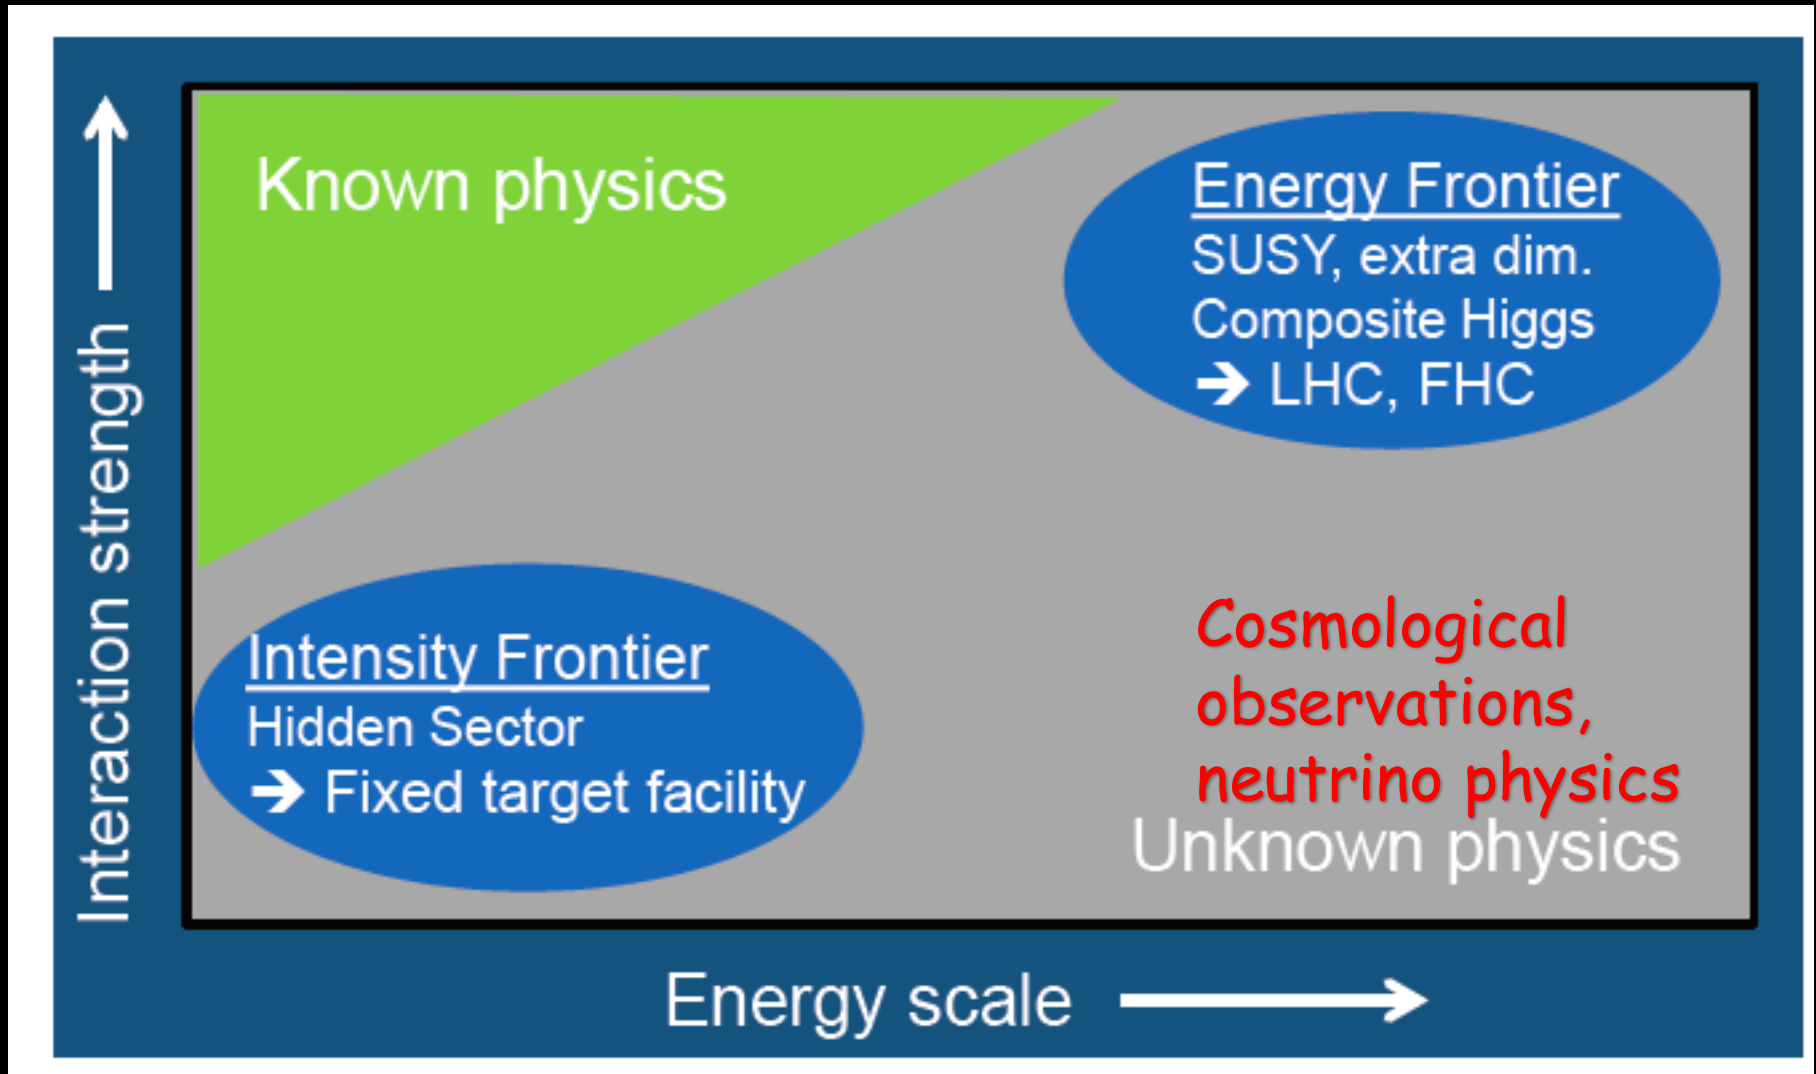 Known physics
Energy Frontier
SUSY, extra dim.
Composite Higgs
➔ LHC, FHC
Interaction strength
Intensity Frontier
Hidden Sector
➔ Fixed target facility
Cosmological
observations,
neutrino physics
Unknown physics
Energy scale